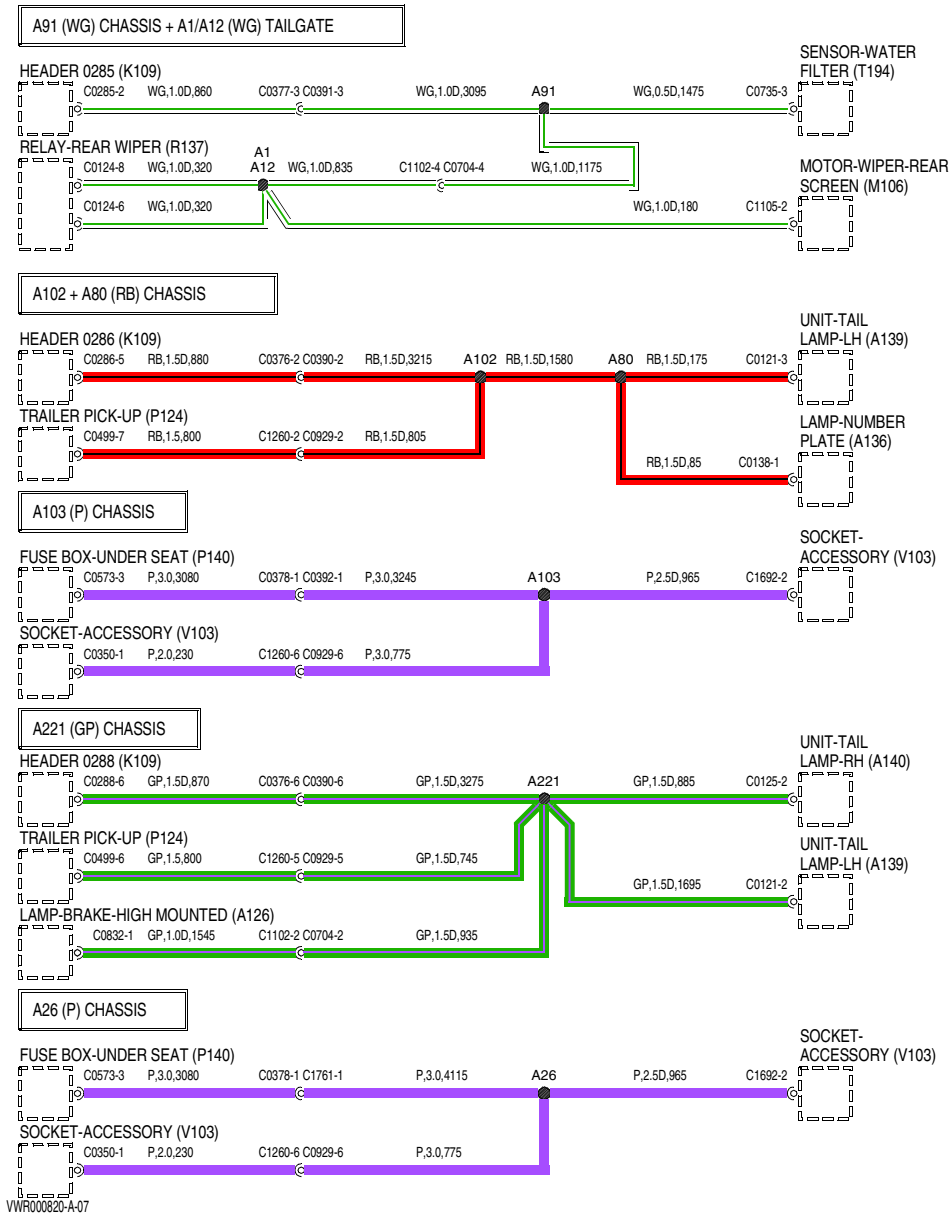 A91 (WG) CHASSIS + A1/A12 (WG) TAILGATE
HEADER 0285 (K109)
SENSOR-WATER
FILTER (T194)
C0285-2 WG,1.0D,860 C0377-3 C0391-3 WG,1.0D,3095 A91 WG,0.5D,1475 C0735-3
RELAY-REAR WIPER (R137)
A1
A12
C0124-8 WG,1.0D,320 WG,1.0D,835 C1102-4 C0704-4 WG,1.0D,1175
MOTOR-WIPER-REAR
SCREEN (M106)
C0124-6 WG,1.0D,320 WG,1.0D,180 C1105-2
A102 + A80 (RB) CHASSIS
HEADER 0286 (K109)
UNIT-TAIL
LAMP-LH (A139)
C0286-5 RB,1.5D,880 C0376-2 C0390-2 RB,1.5D,3215 A102 RB,1.5D,1580 A80 RB,1.5D,175 C0121-3
TRAILER PICK-UP (P124)
C0499-7 RB,1.5,800 C1260-2 C0929-2 RB,1.5D,805
LAMP-NUMBER
PLATE (A136)
RB,1.5D,85 C0138-1
A103 (P) CHASSIS
FUSE BOX-UNDER SEAT (P140)
SOCKET-
ACCESSORY (V103)
C0573-3 P,3.0,3080 C0378-1 C0392-1 P,3.0,3245 A103 P,2.5D,965 C1692-2
SOCKET-ACCESSORY (V103)
C0350-1 P,2.0,230 C1260-6 C0929-6 P,3.0,775
A221 (GP) CHASSIS
HEADER 0288 (K109)
UNIT-TAIL
LAMP-RH (A140)
C0288-6 GP,1.5D,870 C0376-6 C0390-6 GP,1.5D,3275 A221 GP,1.5D,885 C0125-2
TRAILER PICK-UP (P124)
C0499-6 GP,1.5,800 C1260-5 C0929-5 GP,1.5D,745
UNIT-TAIL
LAMP-LH (A139)
GP,1.5D,1695 C0121-2
LAMP-BRAKE-HIGH MOUNTED (A126)
C0832-1 GP,1.0D,1545 C1102-2 C0704-2 GP,1.5D,935
A26 (P) CHASSIS
FUSE BOX-UNDER SEAT (P140)
SOCKET-
ACCESSORY (V103)
C0573-3 P,3.0,3080 C0378-1 C1761-1 P,3.0,4115 A26 P,2.5D,965 C1692-2
SOCKET-ACCESSORY (V103)
C0350-1 P,2.0,230 C1260-6 C0929-6 P,3.0,775
VWR000820-A-07